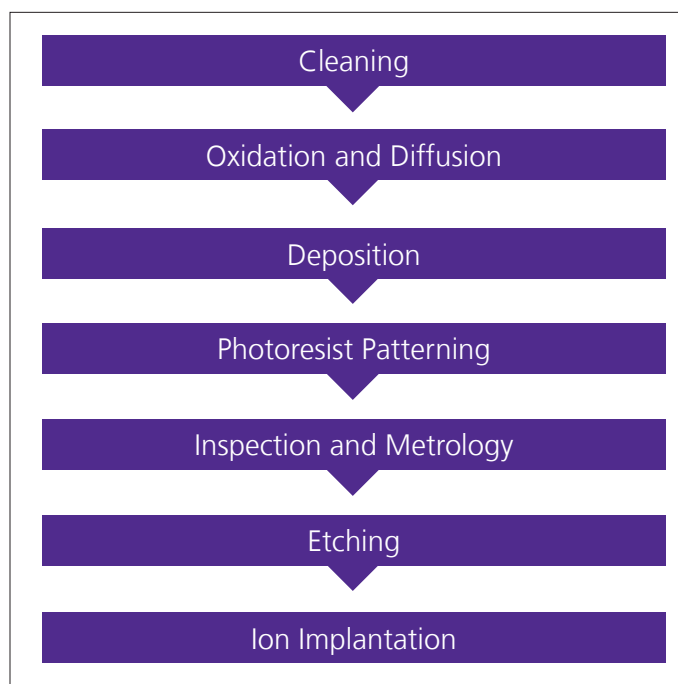 Cleaning
Oxidation and Diffusion
Deposition
Photoresist Patterning
Inspection and Metrology
Etching
Ion Implantation